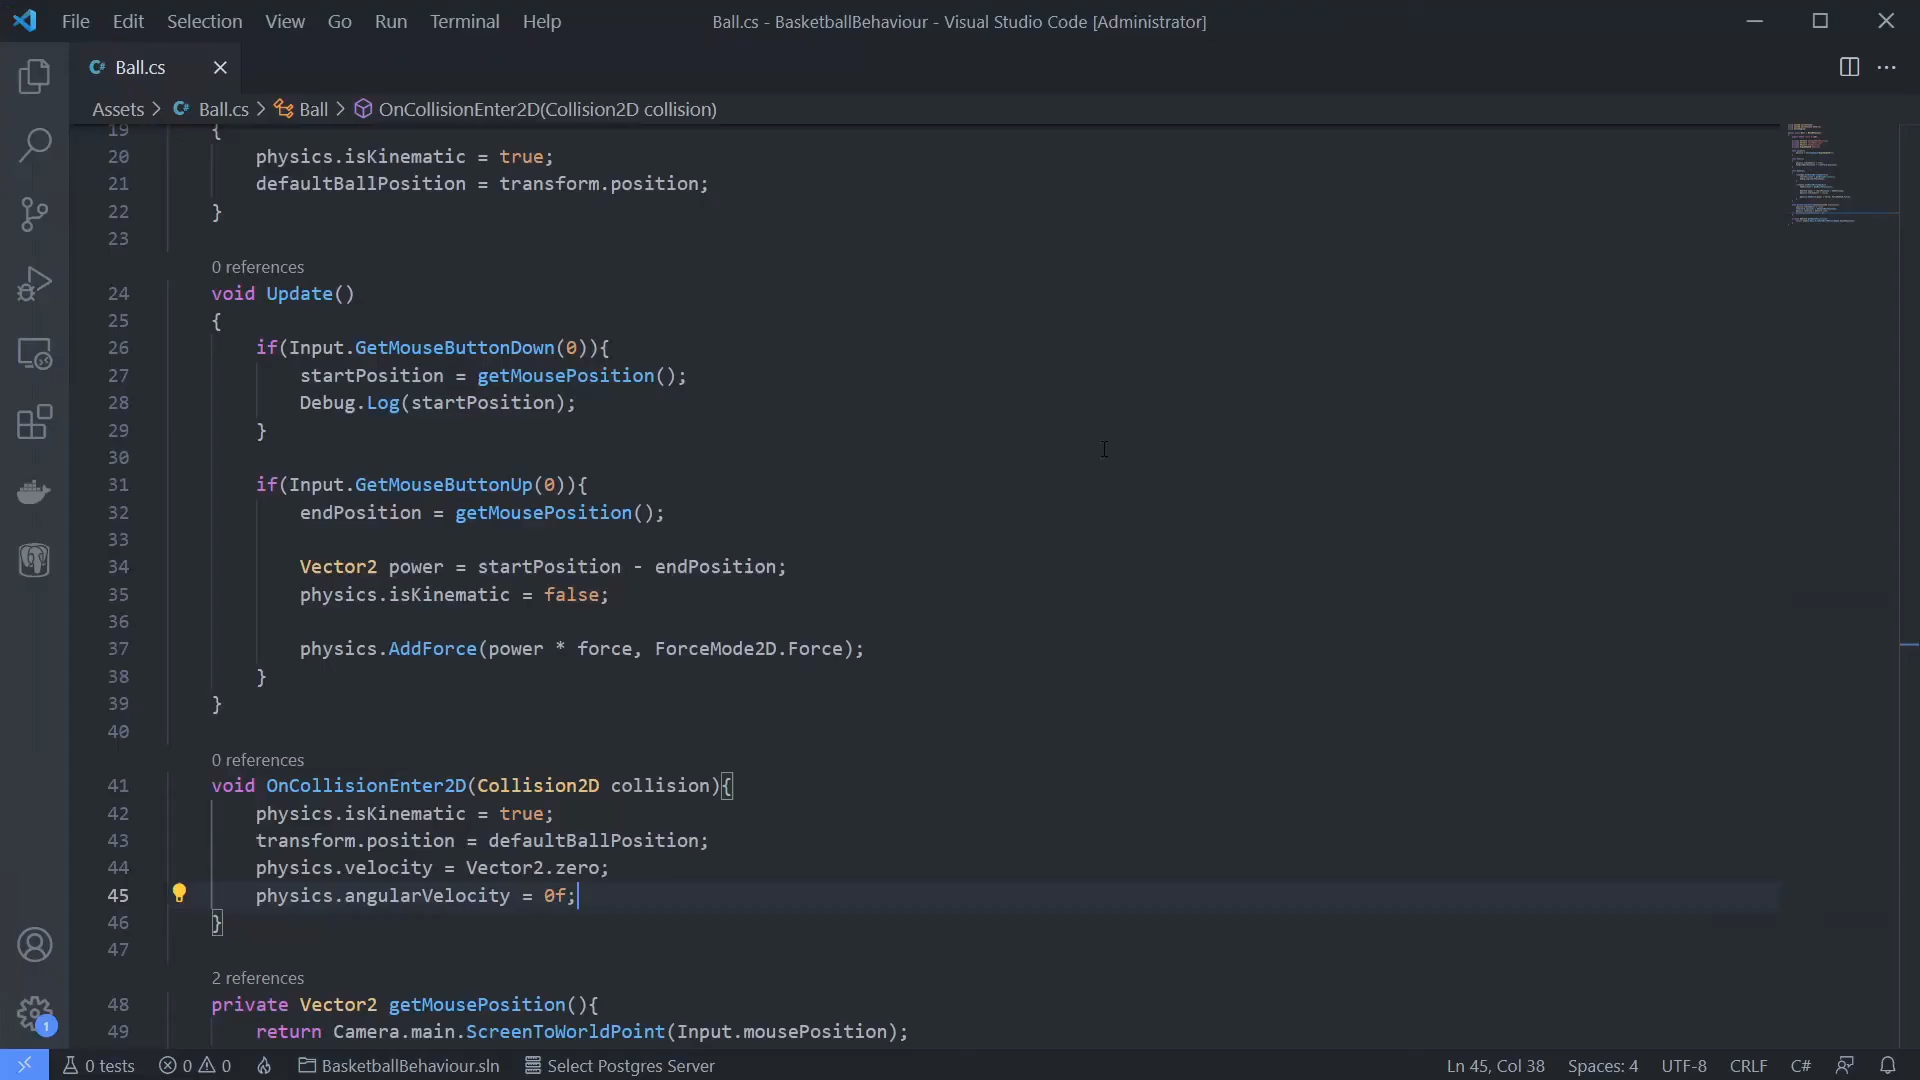 File Edit Selection View Go Run Terminal Help
Ball.cs - BasketballBehaviour - Visual Studio Code [Administrator]
C# Ball.cs
Assets > C# Ball.cs > Ball > OnCollisionEnter2D(Collision2D collision)
19 {
20 physics.isKinematic = true;
21 defaultBallPosition = transform.position;
22 }
23
0 references
24 void Update()
25 {
26 if(Input.GetMouseButtonDown(0)){
27 startPosition = getMousePosition();
28 Debug.Log(startPosition);
29 }
30
31 if(Input.GetMouseButtonUp(0)){
32 endPosition = getMousePosition();
33
34 Vector2 power = startPosition - endPosition;
35 physics.isKinematic = false;
36
37 physics.AddForce(power * force, ForceMode2D.Force);
38 }
39 }
40
0 references
41 void OnCollisionEnter2D(Collision2D collision){
42 physics.isKinematic = true;
43 transform.position = defaultBallPosition;
44 physics.velocity = Vector2.zero;
45 physics.angularVelocity = 0f;
46 }
47
2 references
48 private Vector2 getMousePosition(){
49 return Camera.main.ScreenToWorldPoint(Input.mousePosition);
1
0 tests 0 0 BasketballBehaviour.sln Select Postgres Server Ln 45, Col 38 Spaces: 4 UTF-8 CRLF C#